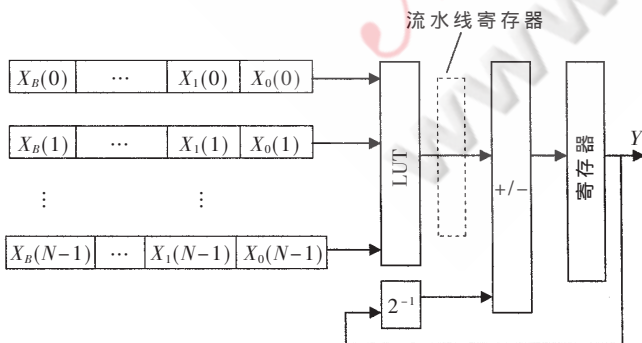 流水线寄存器
X_B(0) … X_1(0) X_0(0)
X_B(1) … X_1(1) X_0(1)
⋮ ⋮
X_B(N−1) … X_1(N−1) X_0(N−1)
LUT
+/−
寄存器
Y
2^{-1}
www